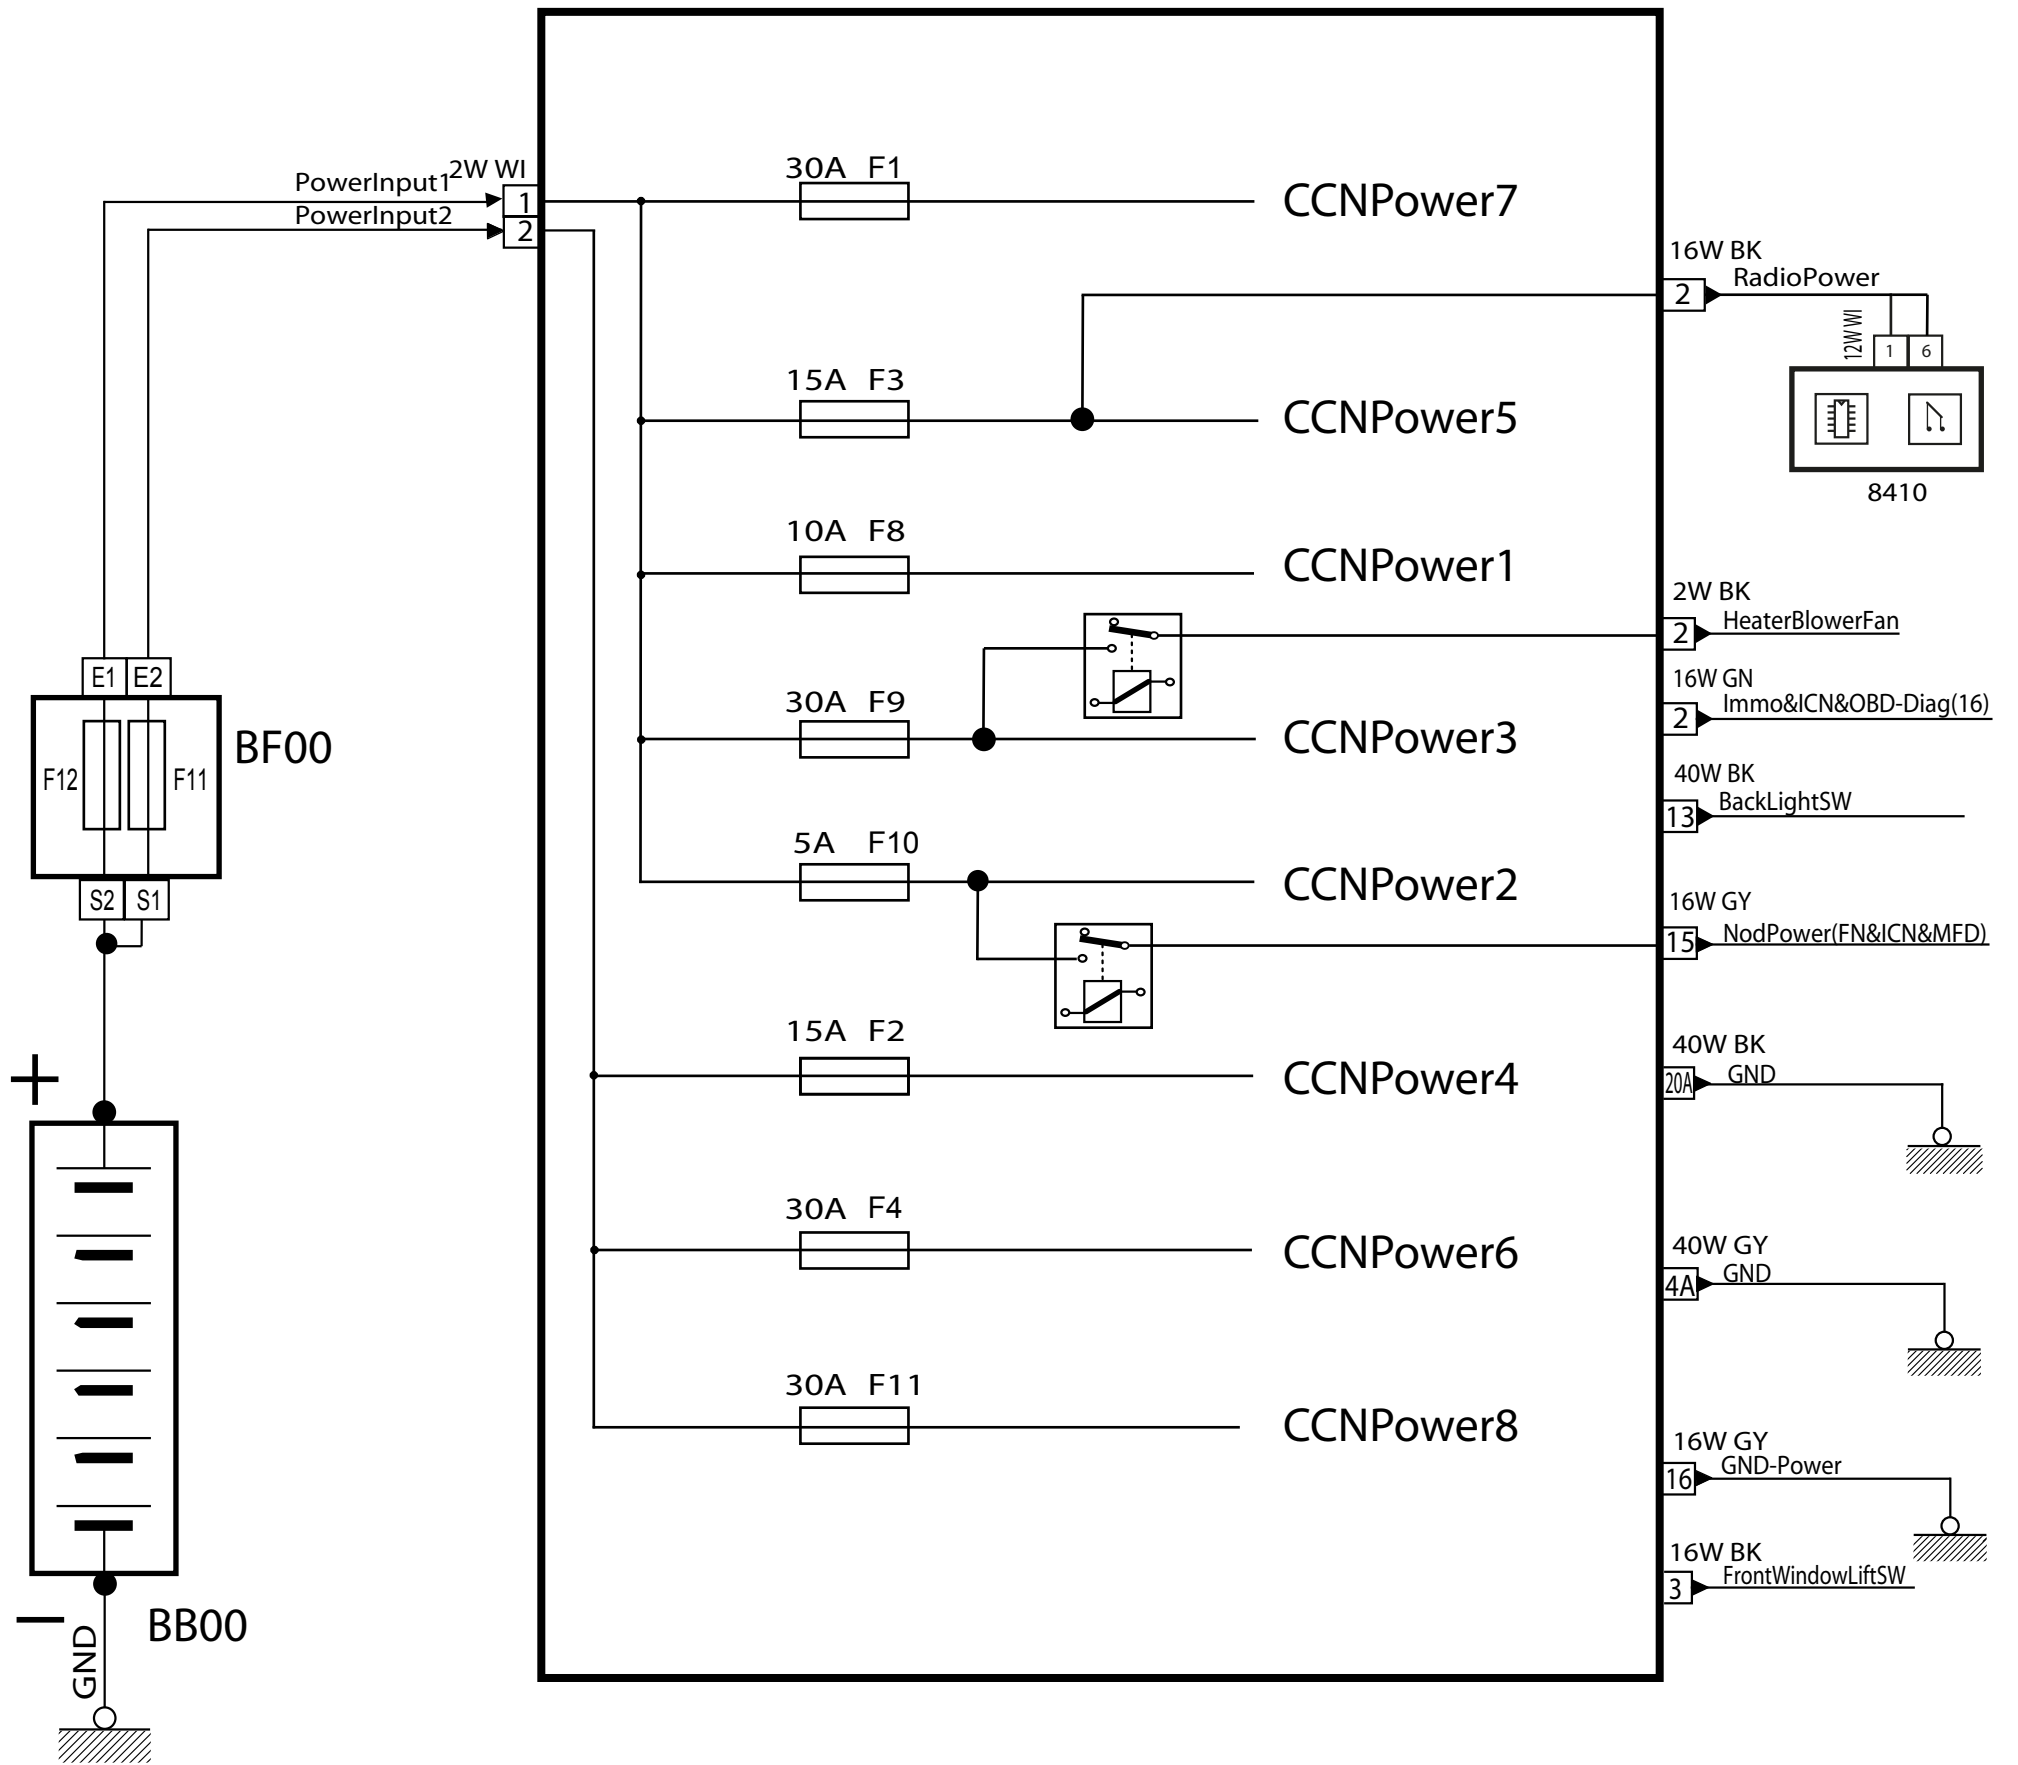 PowerInput1
2W WI
PowerInput2
1
2
30A F1
CCNPower7
16W BK
RadioPower
2
12W WI
1
6
8410
15A F3
CCNPower5
10A F8
CCNPower1
2W BK
HeaterBlowerFan
2
16W GN
Immo&ICN&OBD-Diag(16)
2
30A F9
CCNPower3
E1
E2
F12
F11
BF00
S2
S1
40W BK
BackLightSW
13
5A F10
CCNPower2
16W GY
NodPower(FN&ICN&MFD)
15
15A F2
CCNPower4
40W BK
GND
20A
+
30A F4
CCNPower6
40W GY
GND
4A
30A F11
CCNPower8
16W GY
GND-Power
16
16W BK
FrontWindowLiftSW
3
−
BB00
GND